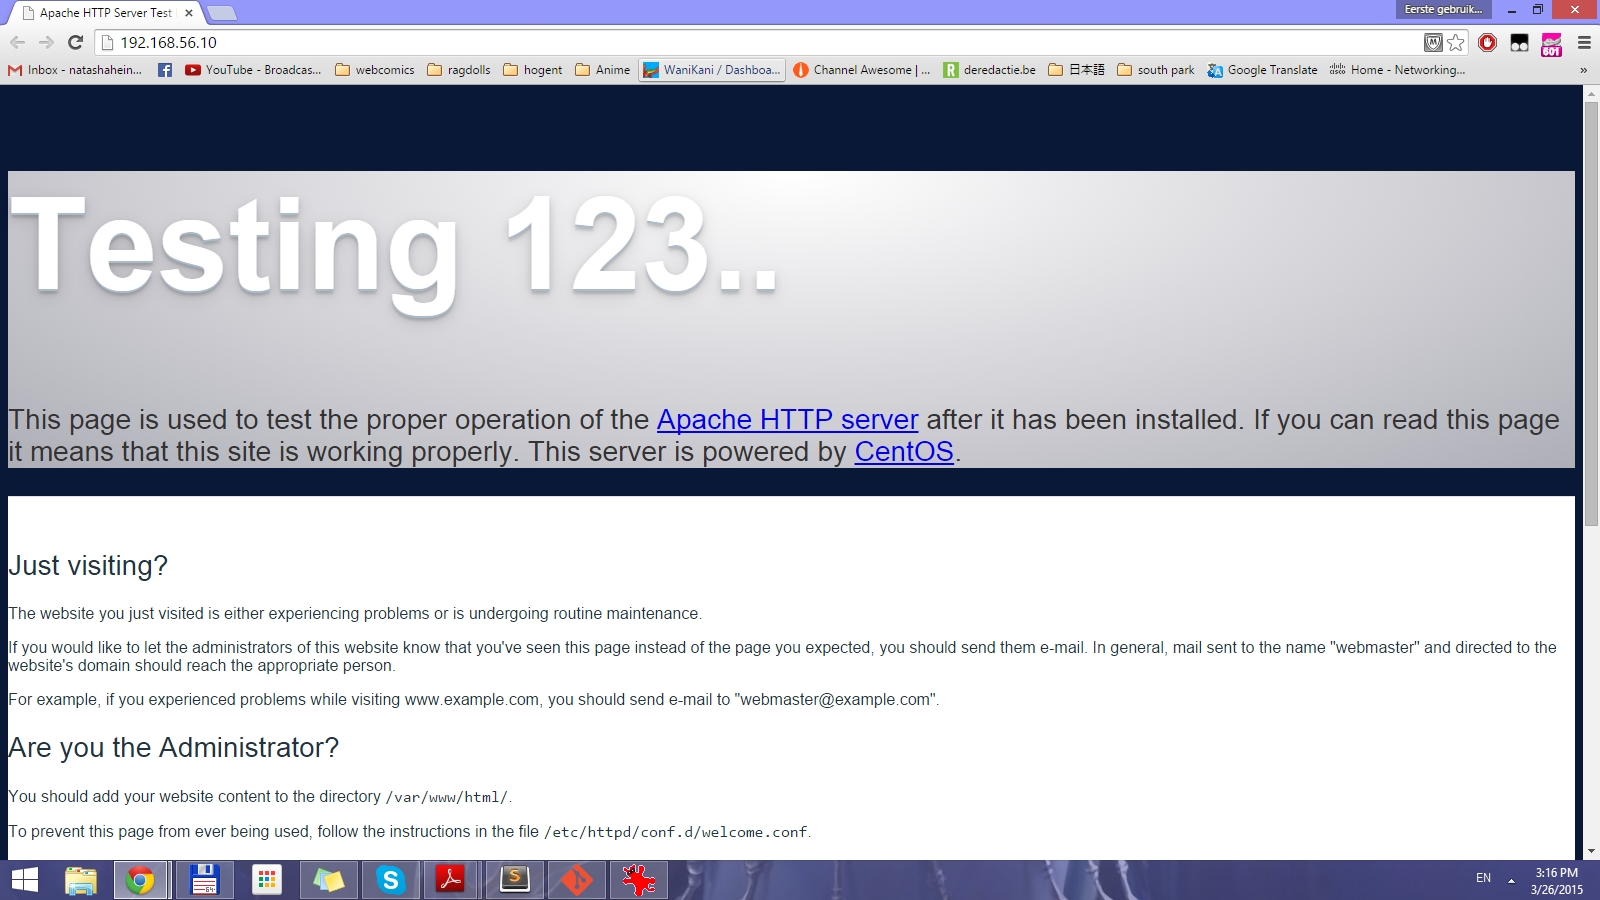 Apache HTTP Server Test
Eerste gebruik...
192.168.56.10
601
Inbox - natashahein...
YouTube - Broadcas...
webcomics
ragdolls
hogent
Anime
WaniKani / Dashboa...
Channel Awesome | ...
deredactie.be
日本語
south park
Google Translate
Home - Networking...
»
Testing 123..
This page is used to test the proper operation of the Apache HTTP server after it has been installed. If you can read this page
it means that this site is working properly. This server is powered by CentOS.
Just visiting?
The website you just visited is either experiencing problems or is undergoing routine maintenance.
If you would like to let the administrators of this website know that you've seen this page instead of the page you expected, you should send them e-mail. In general, mail sent to the name "webmaster" and directed to the
website's domain should reach the appropriate person.
For example, if you experienced problems while visiting www.example.com, you should send e-mail to "webmaster@example.com".
Are you the Administrator?
You should add your website content to the directory /var/www/html/.
To prevent this page from ever being used, follow the instructions in the file /etc/httpd/conf.d/welcome.conf.
64
EN
3:16 PM
3/26/2015